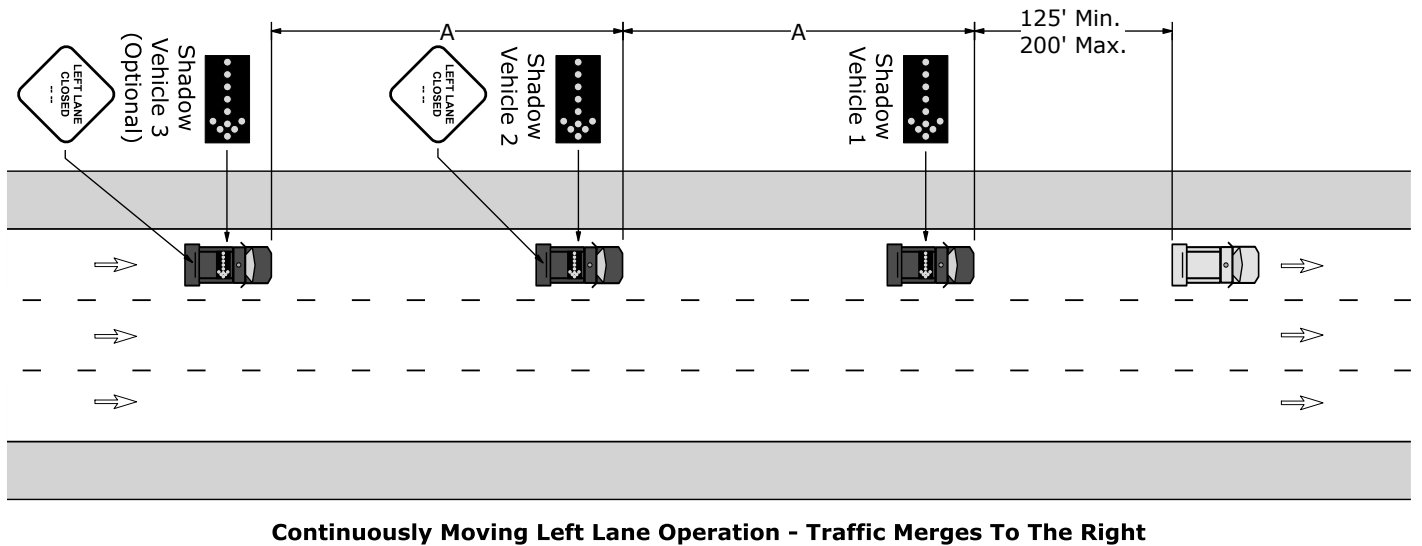 125' Min.
200' Max.
A
A
LEFT LANE
CLOSED
-- --
Shadow
Vehicle 3
(Optional)
LEFT LANE
CLOSED
-- --
Shadow
Vehicle 2
Shadow
Vehicle 1
Continuously Moving Left Lane Operation - Traffic Merges To The Right